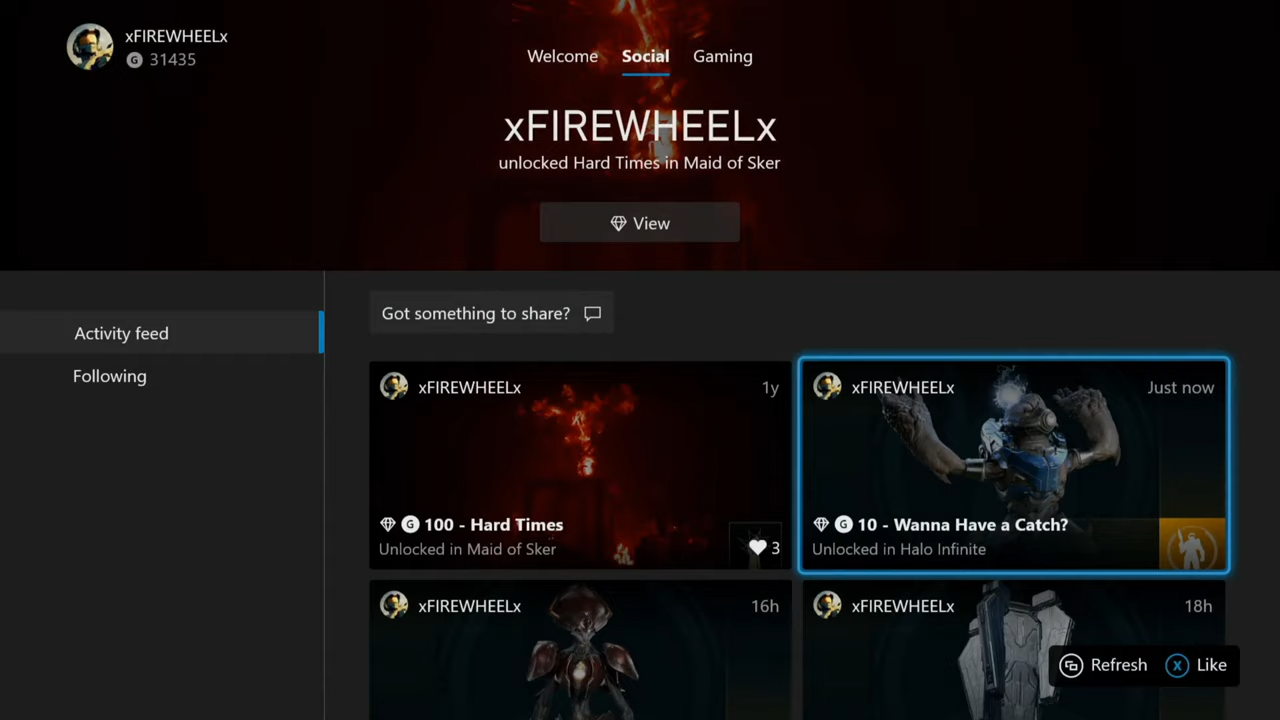 xFIREWHEELx
G 31435
Welcome Social Gaming
xFIREWHEELx
unlocked Hard Times in Maid of Sker
View
Activity feed
Following
Got something to share?
xFIREWHEELx 1y
G 100 - Hard Times
Unlocked in Maid of Sker
3
xFIREWHEELx Just now
G 10 - Wanna Have a Catch?
Unlocked in Halo Infinite
xFIREWHEELx 16h
xFIREWHEELx 18h
Refresh X Like